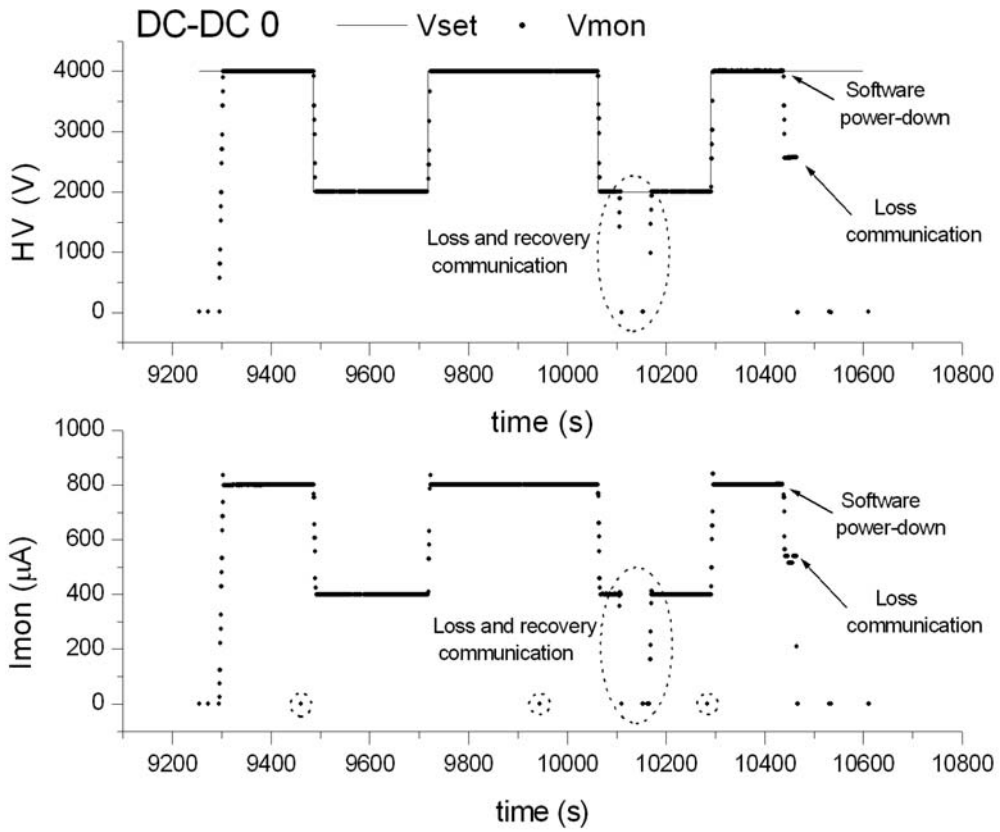 DC-DC 0 Vset Vmon
HV (V)
4000
3000
2000
1000
0
Software
power-down
Loss
communication
Loss and recovery
communication
9200 9400 9600 9800 10000 10200 10400 10600 10800
time (s)
Imon (μA)
1000
800
600
400
200
0
Software
power-down
Loss
communication
Loss and recovery
communication
9200 9400 9600 9800 10000 10200 10400 10600 10800
time (s)